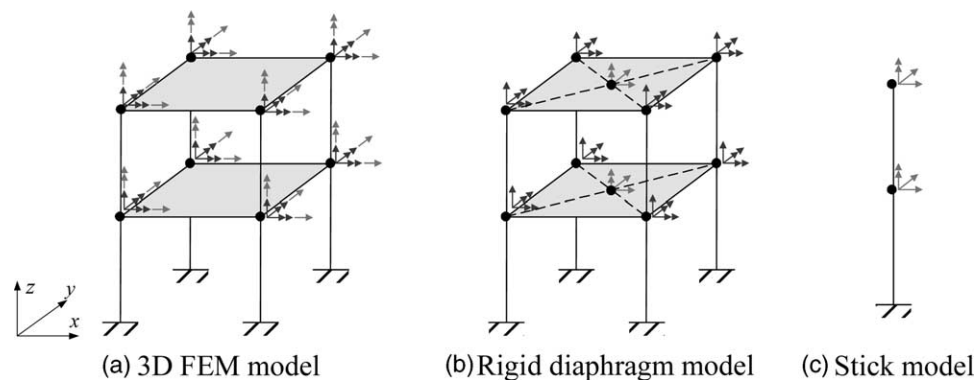 z
y
x
(a) 3D FEM model
(b) Rigid diaphragm model
(c) Stick model